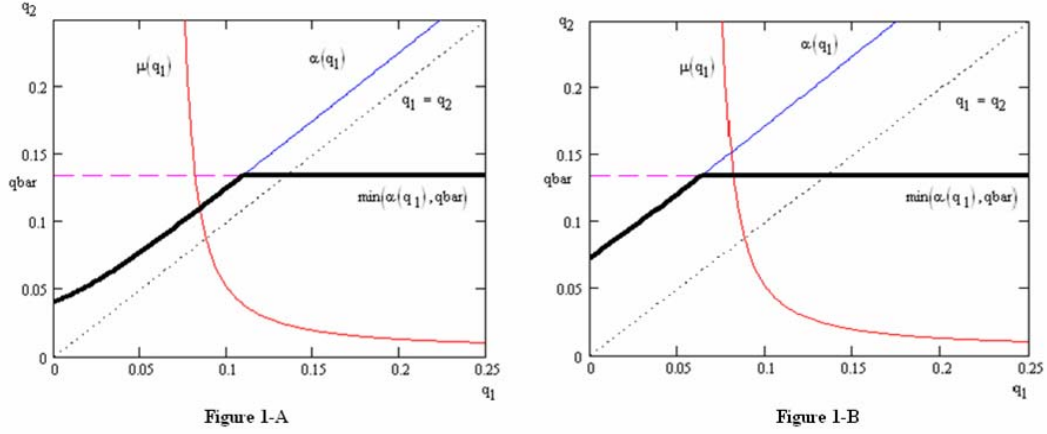 q2
0.2
0.15
qbar
0.1
0.05
0
0
0.05
0.1
0.15
0.2
0.25
q1
μ(q1)
α(q1)
q1 = q2
min(α(q1), qbar)
Figure 1-A
q2
0.2
0.15
qbar
0.1
0.05
0
0
0.05
0.1
0.15
0.2
0.25
q1
μ(q1)
α(q1)
q1 = q2
min(α(q1), qbar)
Figure 1-B